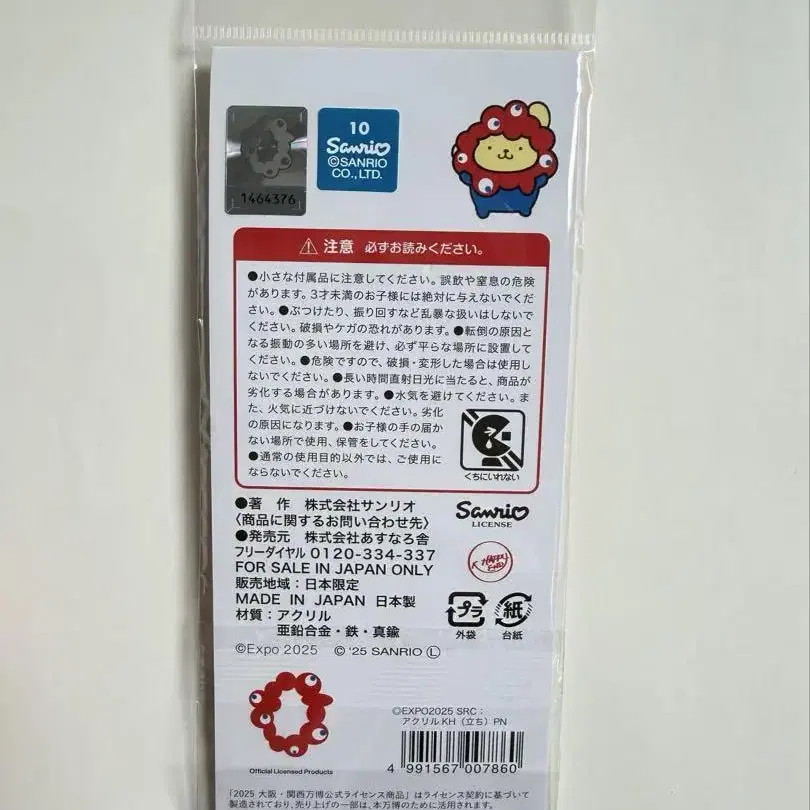 1464376
10
Sanrio
©SANRIO
CO., LTD.
注意 必ずお読みください。
●小さな付属品に注意してください。誤飲や窒息の危険
があります。3才未満のお子様には絶対に与えないでくだ
さい。●ぶつけたり、振り回すなど乱暴な扱いはしないで
ください。破損やケガの恐れがあります。●転倒の原因と
なる振動の多い場所を避け、必ず平らな場所に設置して
ください。●危険ですので、破損・変形した場合は使用し
ないでください。●長い時間直射日光に当たると、商品が
劣化する場合があります。●水気を避けてください。ま
た、火気に近づけないでください。劣化
の原因になります。●お子様の手の届か
ない場所で使用、保管をしてください。
●通常の使用目的以外では、ご使用に
ならないでください。
くちにいれない
●著 作 株式会社サンリオ
〈商品に関するお問い合わせ先〉
●発売元 株式会社あすなろ舎
フリーダイヤル 0120-334-337
FOR SALE IN JAPAN ONLY
販売地域：日本限定
MADE IN JAPAN 日本製
材質：アクリル
亜鉛合金・鉄・真鍮
Sanrio
LICENSE
プラ
外袋
紙
台紙
©Expo 2025 © '25 SANRIO Ⓛ
Official Licensed Products
©EXPO2025 SRC：
アクリルKH（立ち）PN
4 991567 007860
「2025 大阪・関西万博公式ライセンス商品」はライセンス契約に基づいて
製造されており、売り上げの一部は、本万博のために活用されます。